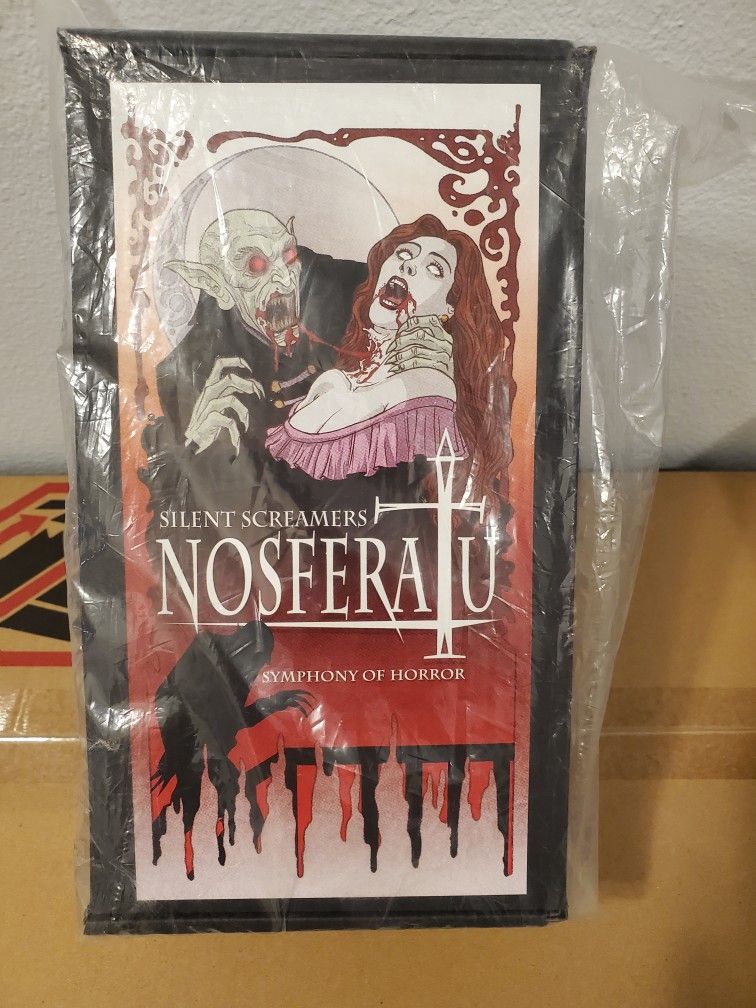 SILENT SCREAMERS
NOSFERATU
SYMPHONY OF HORROR